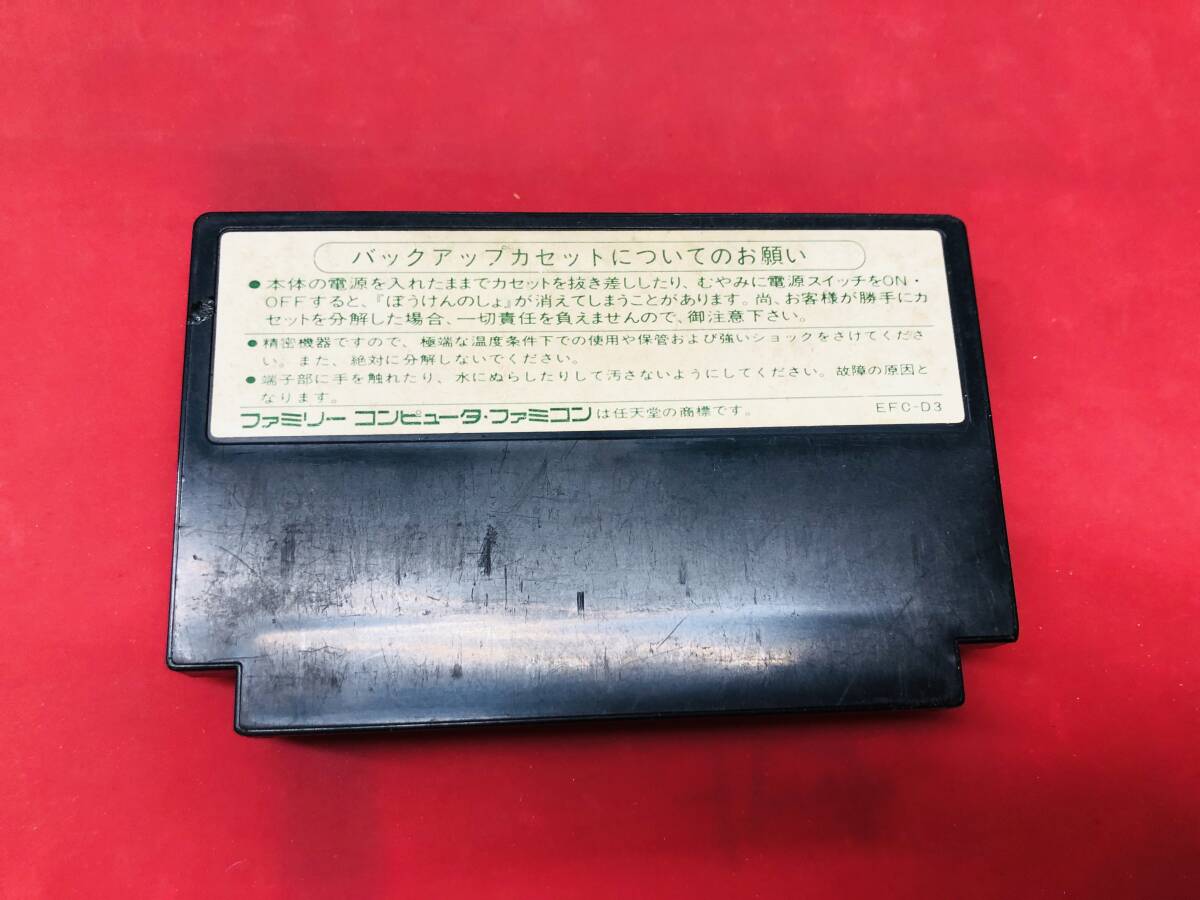 バックアップカセットについてのお願い
● 本体の電源を入れたままでカセットを抜き差ししたり、むやみに電源スイッチをON・
OFFすると、『ぼうけんのしょ』が消えてしまうことがあります。尚、お客様が勝手にカ
セットを分解した場合、一切責任を負えませんので、御注意下さい。
● 精密機器ですので、極端な温度条件下での使用や保管および強いショックをさけてくださ
い。また、絶対に分解しないでください。
● 端子部に手を触れたり、水にぬらしたりして汚さないようにしてください。故障の原因と
なります。
ファミリー コンピュータ・ファミコンは任天堂の商標です。 EFC-D3